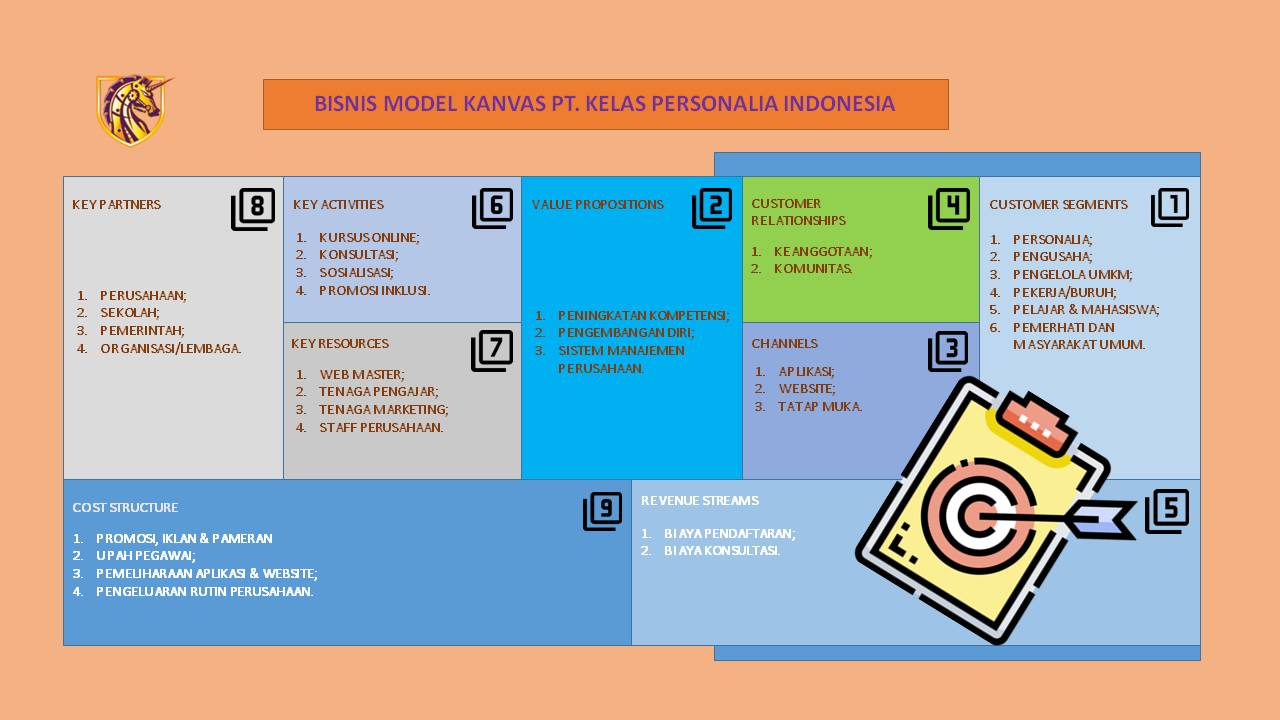 BISNIS MODEL KANVAS PT. KELAS PERSONALIA INDONESIA
KEY PARTNERS
8
1. PERUSAHAAN;
2. SEKOLAH;
3. PEMERINTAH;
4. ORGANISASI/LEMBAGA.
KEY ACTIVITIES
6
1. KURSUS ONLINE;
2. KONSULTASI;
3. SOSIALISASI;
4. PROMOSI INKLUSI.
KEY RESOURCES
7
1. WEB MASTER;
2. TENAGA PENGAJAR;
3. TENAGA MARKETING;
4. STAFF PERUSAHAAN.
VALUE PROPOSITIONS
2
1. PENINGKATAN KOMPETENSI;
2. PENGEMBANGAN DIRI;
3. SISTEM MANAJEMEN
PERUSAHAAN.
CUSTOMER
RELATIONSHIPS
4
1. KEANGGOTAAN;
2. KOMUNITAS.
CHANNELS
3
1. APLIKASI;
2. WEBSITE;
3. TATAP MUKA.
CUSTOMER SEGMENTS
1
1. PERSONALIA;
2. PENGUSAHA;
3. PENGELOLA UMKM;
4. PEKERJA/BURUH;
5. PELAJAR & MAHASISWA;
6. PEMERHATI DAN
MASYARAKAT UMUM.
COST STRUCTURE
9
1. PROMOSI, IKLAN & PAMERAN
2. UPAH PEGAWAI;
3. PEMELIHARAAN APLIKASI & WEBSITE;
4. PENGELUARAN RUTIN PERUSAHAAN.
REVENUE STREAMS
5
1. BIAYA PENDAFTARAN;
2. BIAYA KONSULTASI.